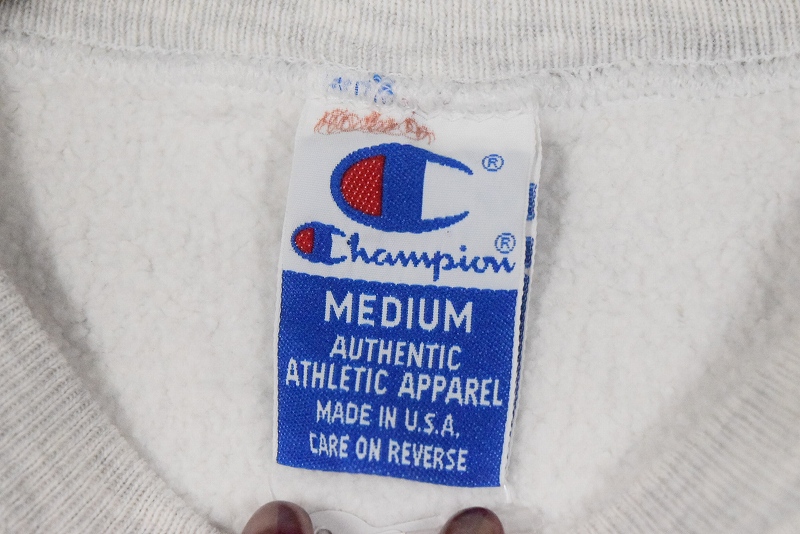 ®
Champion®
MEDIUM
AUTHENTIC
ATHLETIC APPAREL
MADE IN U.S.A.
CARE ON REVERSE